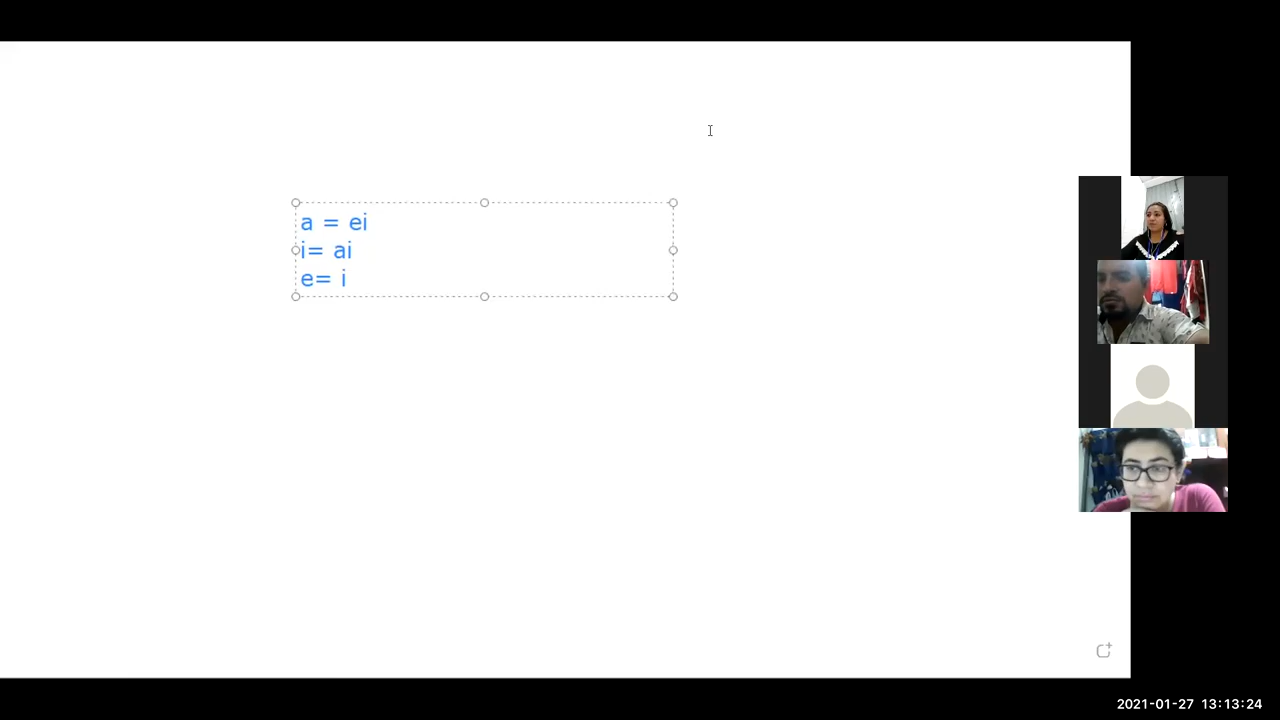 a = ei
i= ai
e= i
2021-01-27 13:13:24